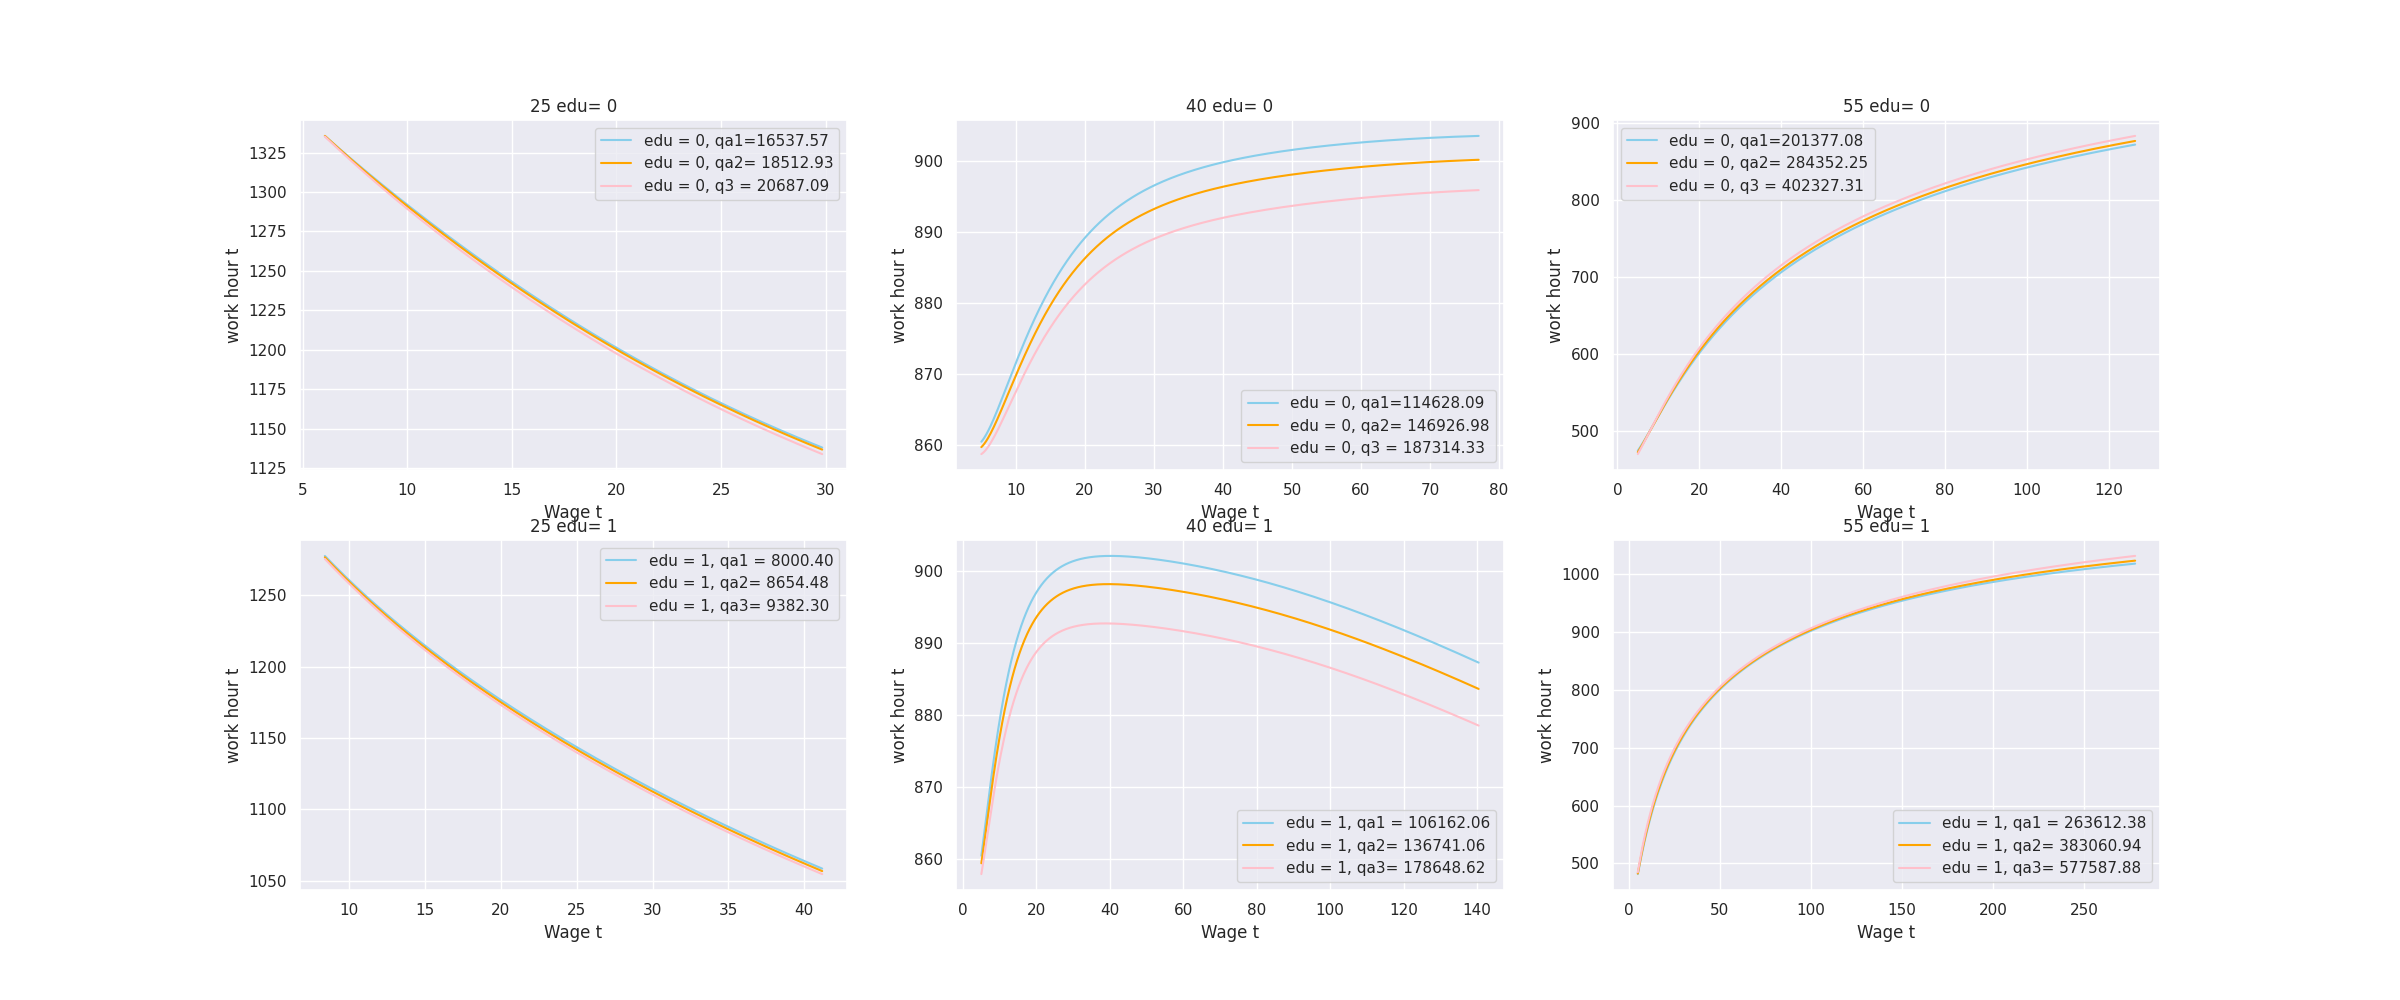 25 edu= 0
edu = 0, qa1=16537.57
edu = 0, qa2= 18512.93
edu = 0, q3 = 20687.09
work hour t
1325
1300
1275
1250
1225
1200
1175
1150
1125
5 10 15 20 25 30
Wage t
40 edu= 0
work hour t
900
890
880
870
860
edu = 0, qa1=114628.09
edu = 0, qa2= 146926.98
edu = 0, q3 = 187314.33
10 20 30 40 50 60 70 80
Wage t
55 edu= 0
edu = 0, qa1=201377.08
edu = 0, qa2= 284352.25
edu = 0, q3 = 402327.31
work hour t
900
800
700
600
500
0 20 40 60 80 100 120
Wage t
25 edu= 1
edu = 1, qa1 = 8000.40
edu = 1, qa2= 8654.48
edu = 1, qa3= 9382.30
work hour t
1250
1200
1150
1100
1050
10 15 20 25 30 35 40
Wage t
40 edu= 1
work hour t
900
890
880
870
860
edu = 1, qa1 = 106162.06
edu = 1, qa2= 136741.06
edu = 1, qa3= 178648.62
0 20 40 60 80 100 120 140
Wage t
55 edu= 1
work hour t
1000
900
800
700
600
500
edu = 1, qa1 = 263612.38
edu = 1, qa2= 383060.94
edu = 1, qa3= 577587.88
0 50 100 150 200 250
Wage t